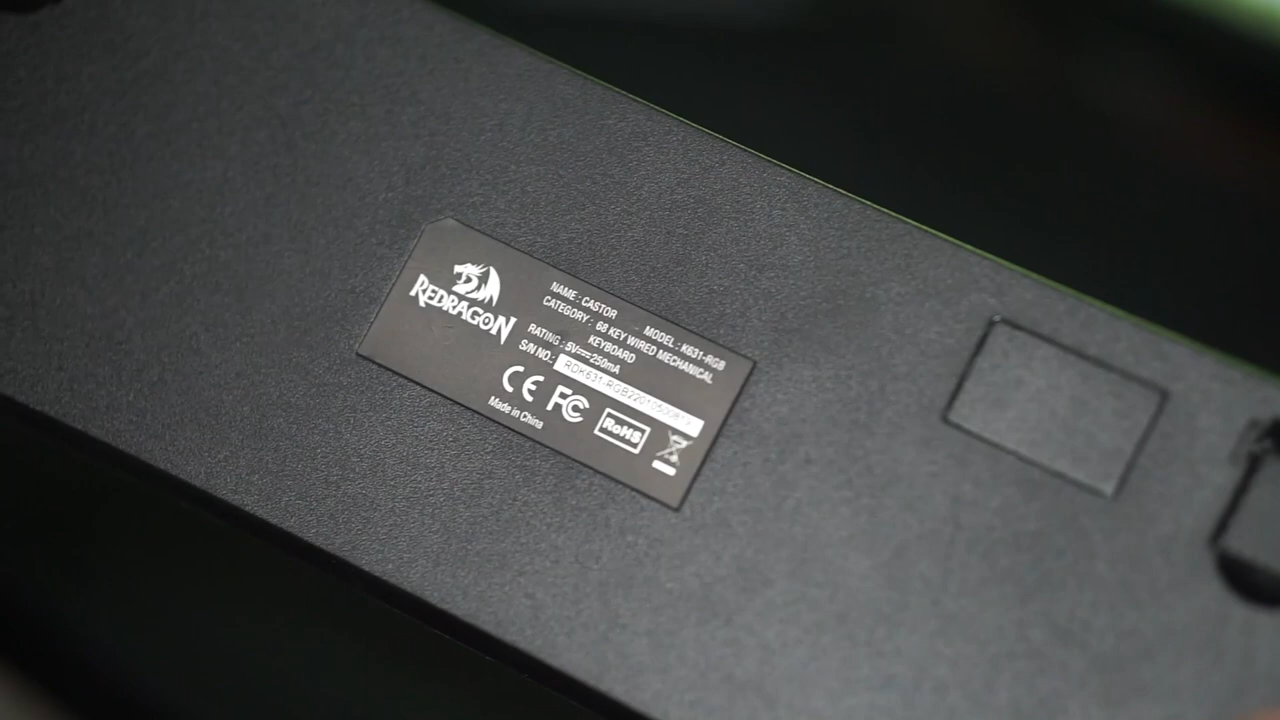 REDRAGON
NAME : CASTOR
MODEL : K631-RGB
CATEGORY : 68 KEY WIRED MECHANICAL
KEYBOARD
RATING : 5V⎓250mA
S/N NO.:
CE FC RoHS
Made in China